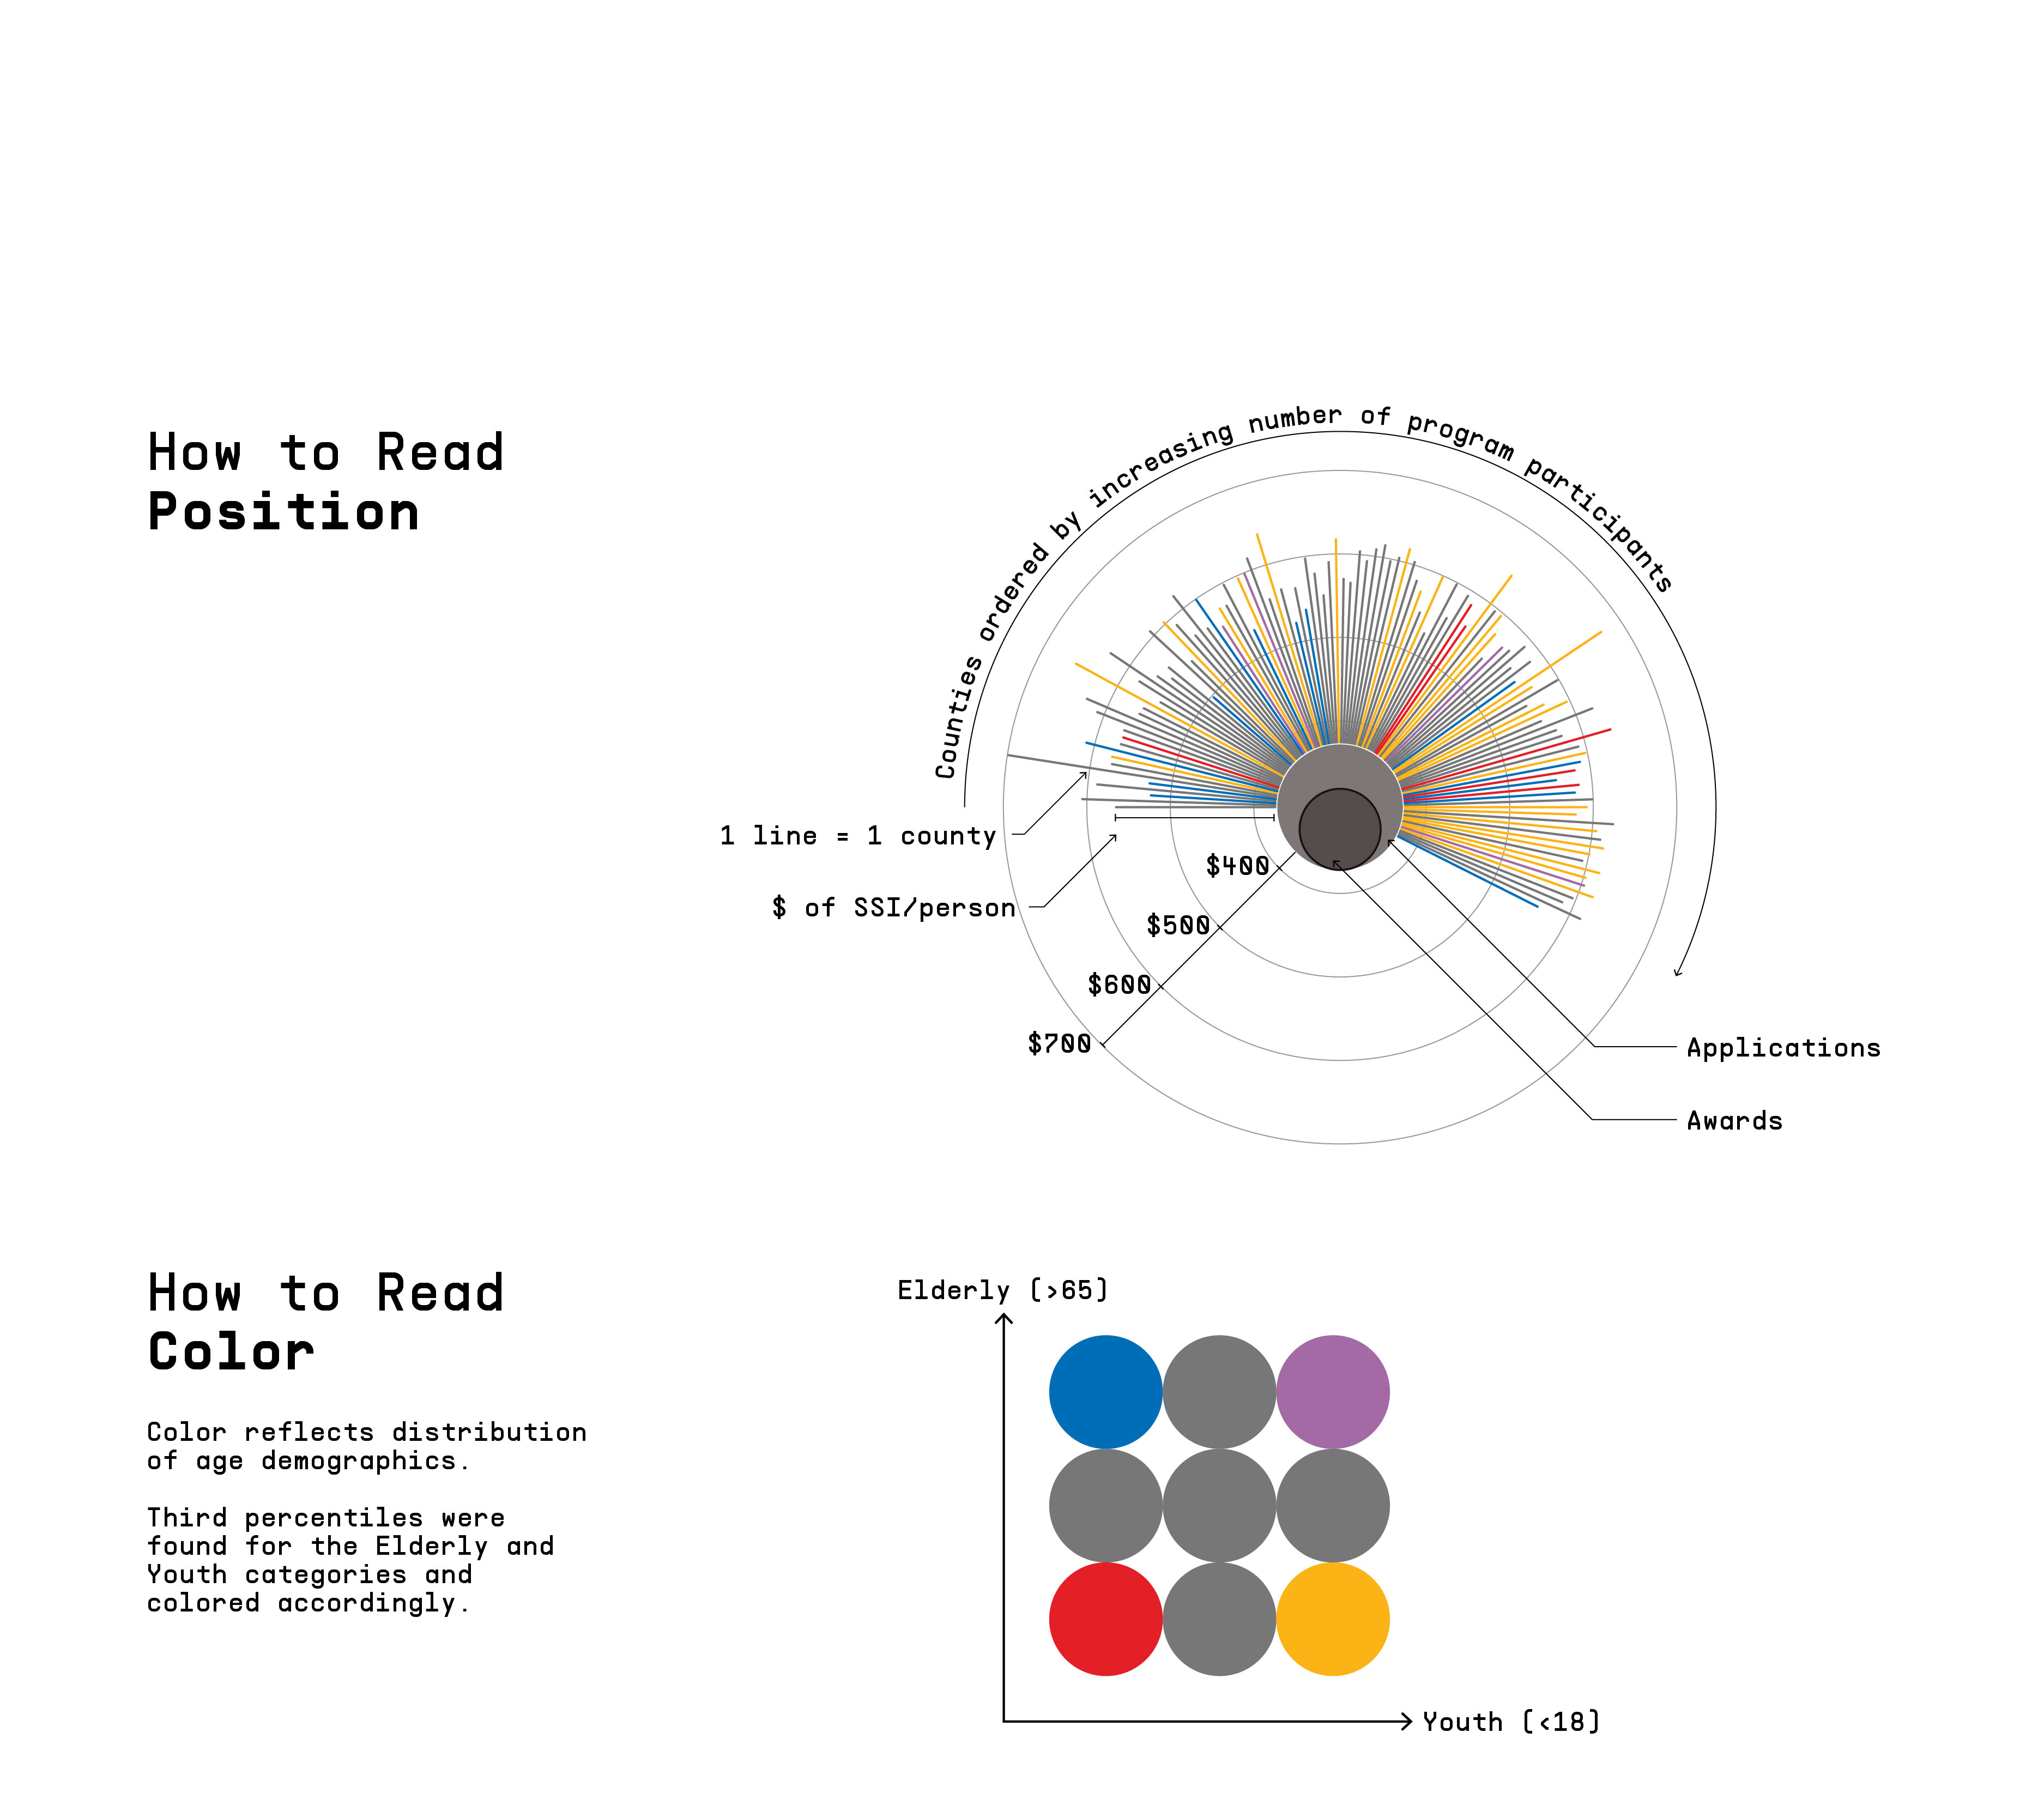 How to Read
Position
Counties ordered by increasing number of program participants
1 line = 1 county
$ of SSI/person
$400
$500
$600
$700
Applications
Awards
How to Read
Color
Color reflects distribution
of age demographics.
Third percentiles were
found for the Elderly and
Youth categories and
colored accordingly.
Elderly (>65)
Youth (<18)